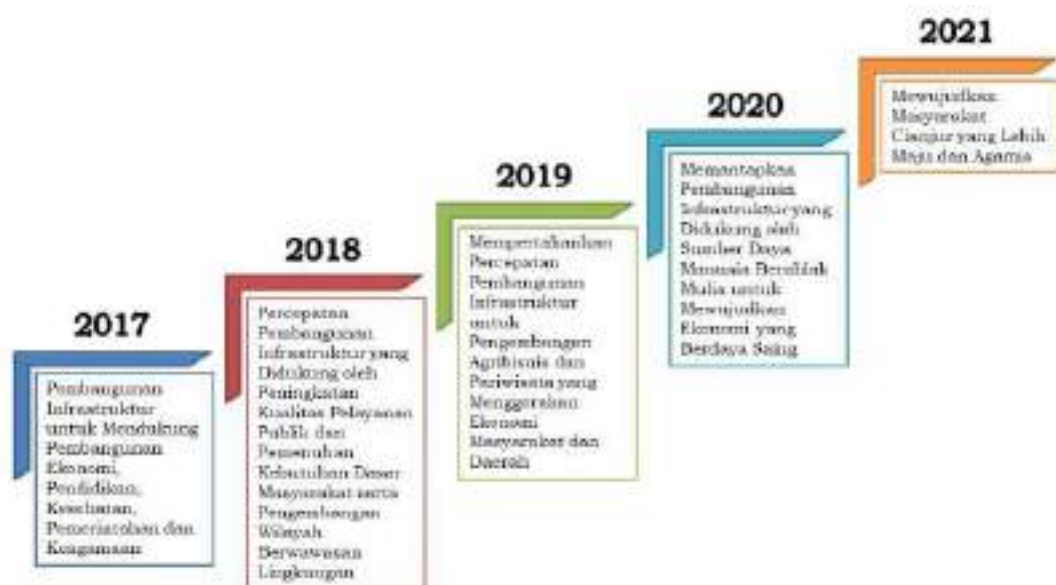 2017
Pembangunan
Infrastruktur
untuk Mendukung
Pembangunan
Ekonomi,
Pendidikan,
Kesehatan,
Pemerintahan dan
Keagamaan
2018
Percepatan
Pembangunan
Infrastruktur yang
Didukung oleh
Peningkatan
Kualitas Pelayanan
Publik dan
Pemenuhan
Kebutuhan Dasar
Masyarakat serta
Pengembangan
Wilayah
Berwawasan
Lingkungan
2019
Mempertahankan
Percepatan
Pembangunan
Infrastruktur
untuk
Pengembangan
Agribisnis dan
Pariwisata yang
Menggerakan
Ekonomi
Masyarakat dan
Daerah
2020
Memantapkan
Pembangunan
Infrastruktur yang
Didukung oleh
Sumber Daya
Manusia Berakhlak
Mulia untuk
Mewujudkan
Ekonomi yang
Berdaya Saing
2021
Mewujudkan
Masyarakat
Cianjur yang Lebih
Maju dan Agamis